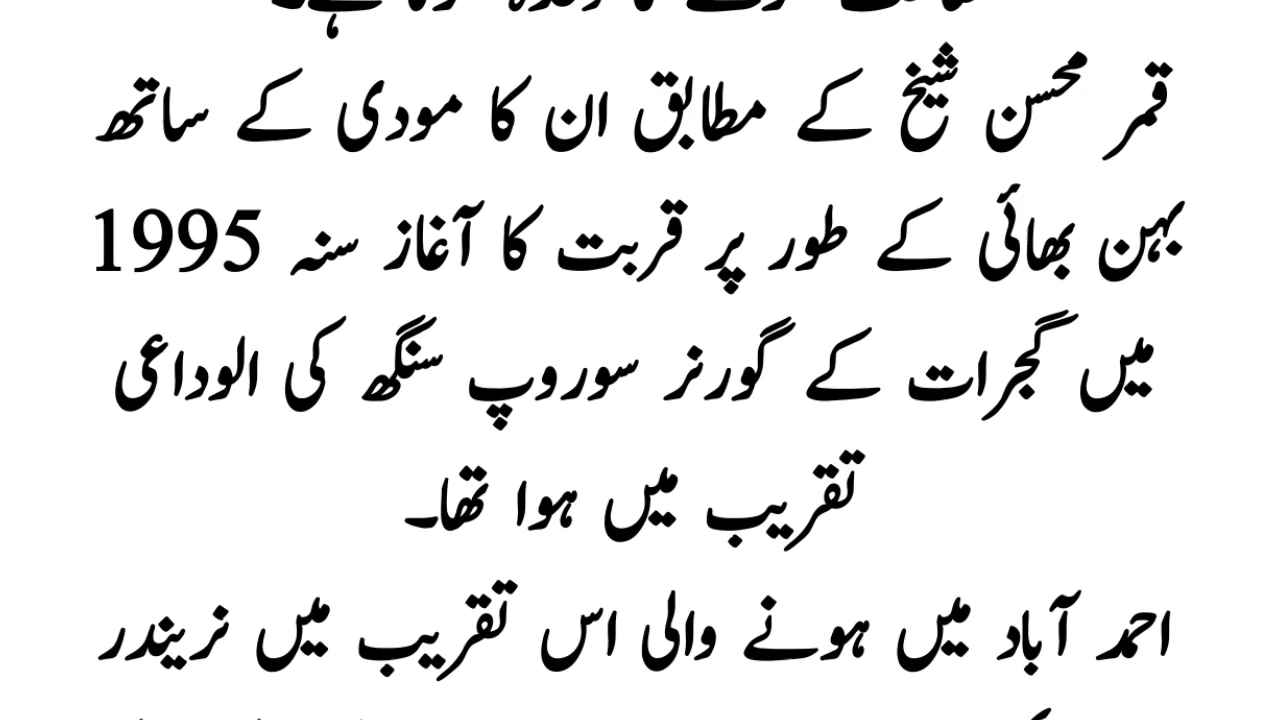 قمر محسن شیخ کے مطابق ان کا مودی کے ساتھ
بہن بھائی کے طور پر قربت کا آغاز سنہ 1995
میں گجرات کے گورنر سوروپ سنگھ کی الوداعی
تقریب میں ہوا تھا۔
احمد آباد میں ہونے والی اس تقریب میں نریندر